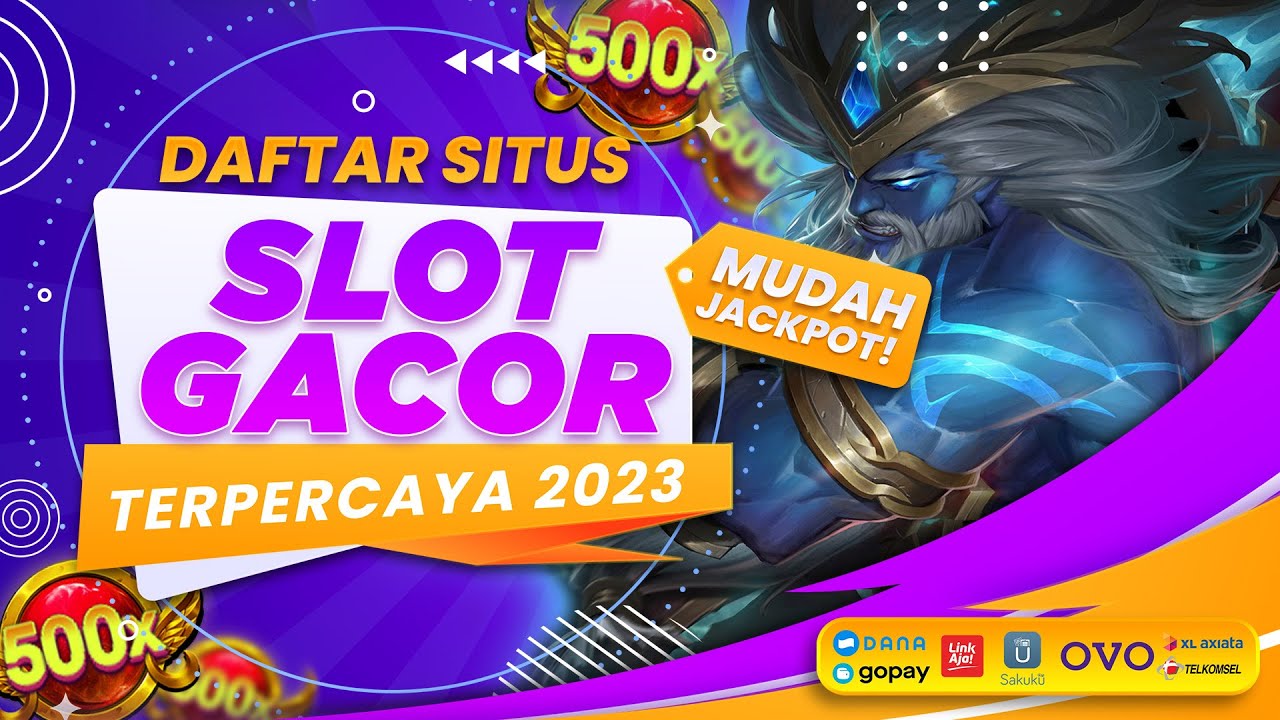 500x
500
DAFTAR SITUS
SLOT
GACOR
MUDAH
JACKPOT!
TERPERCAYA 2023
500x
500x
DANA
gopay
Link
Aja!
U
Sakuku
OVO
XL AXIATA
TELKOMSEL